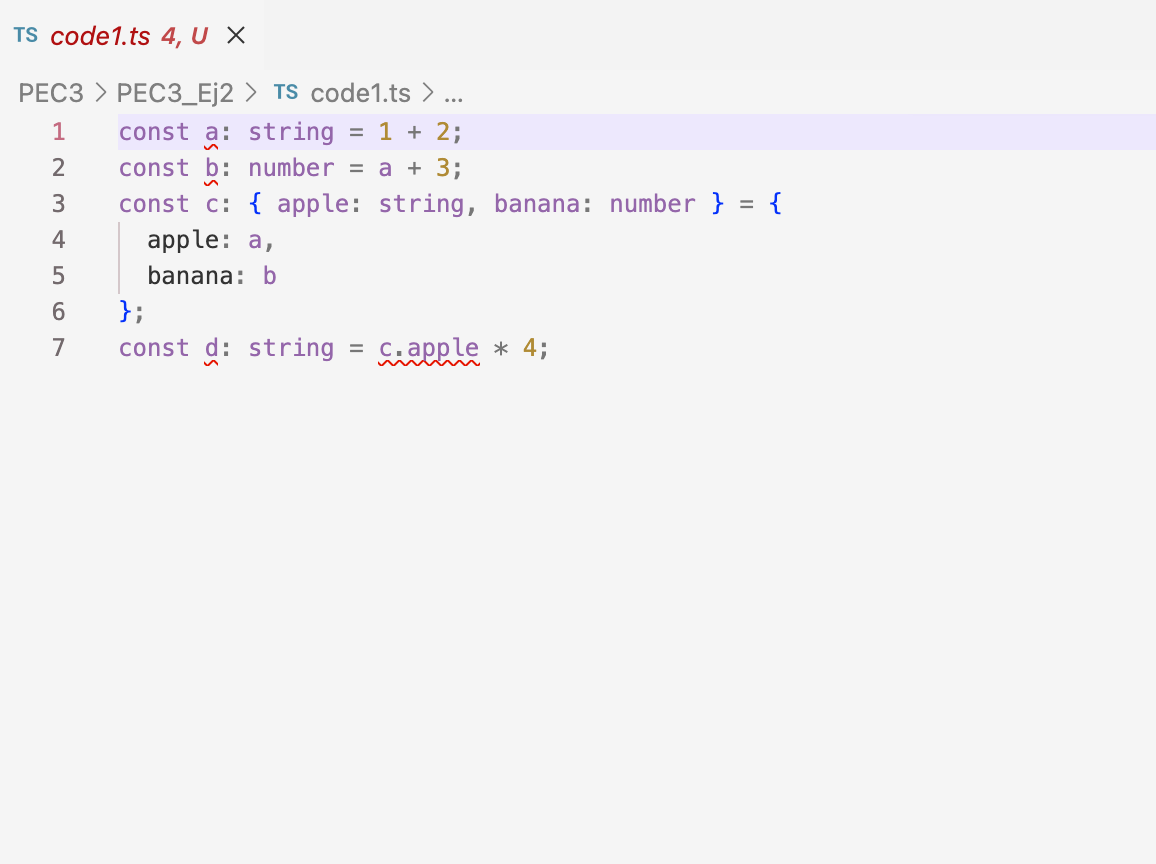 TS code1.ts 4, U ×
PEC3 > PEC3_Ej2 > TS code1.ts > ...
1 const a: string = 1 + 2;
2 const b: number = a + 3;
3 const c: { apple: string, banana: number } = {
4 apple: a,
5 banana: b
6 };
7 const d: string = c.apple * 4;